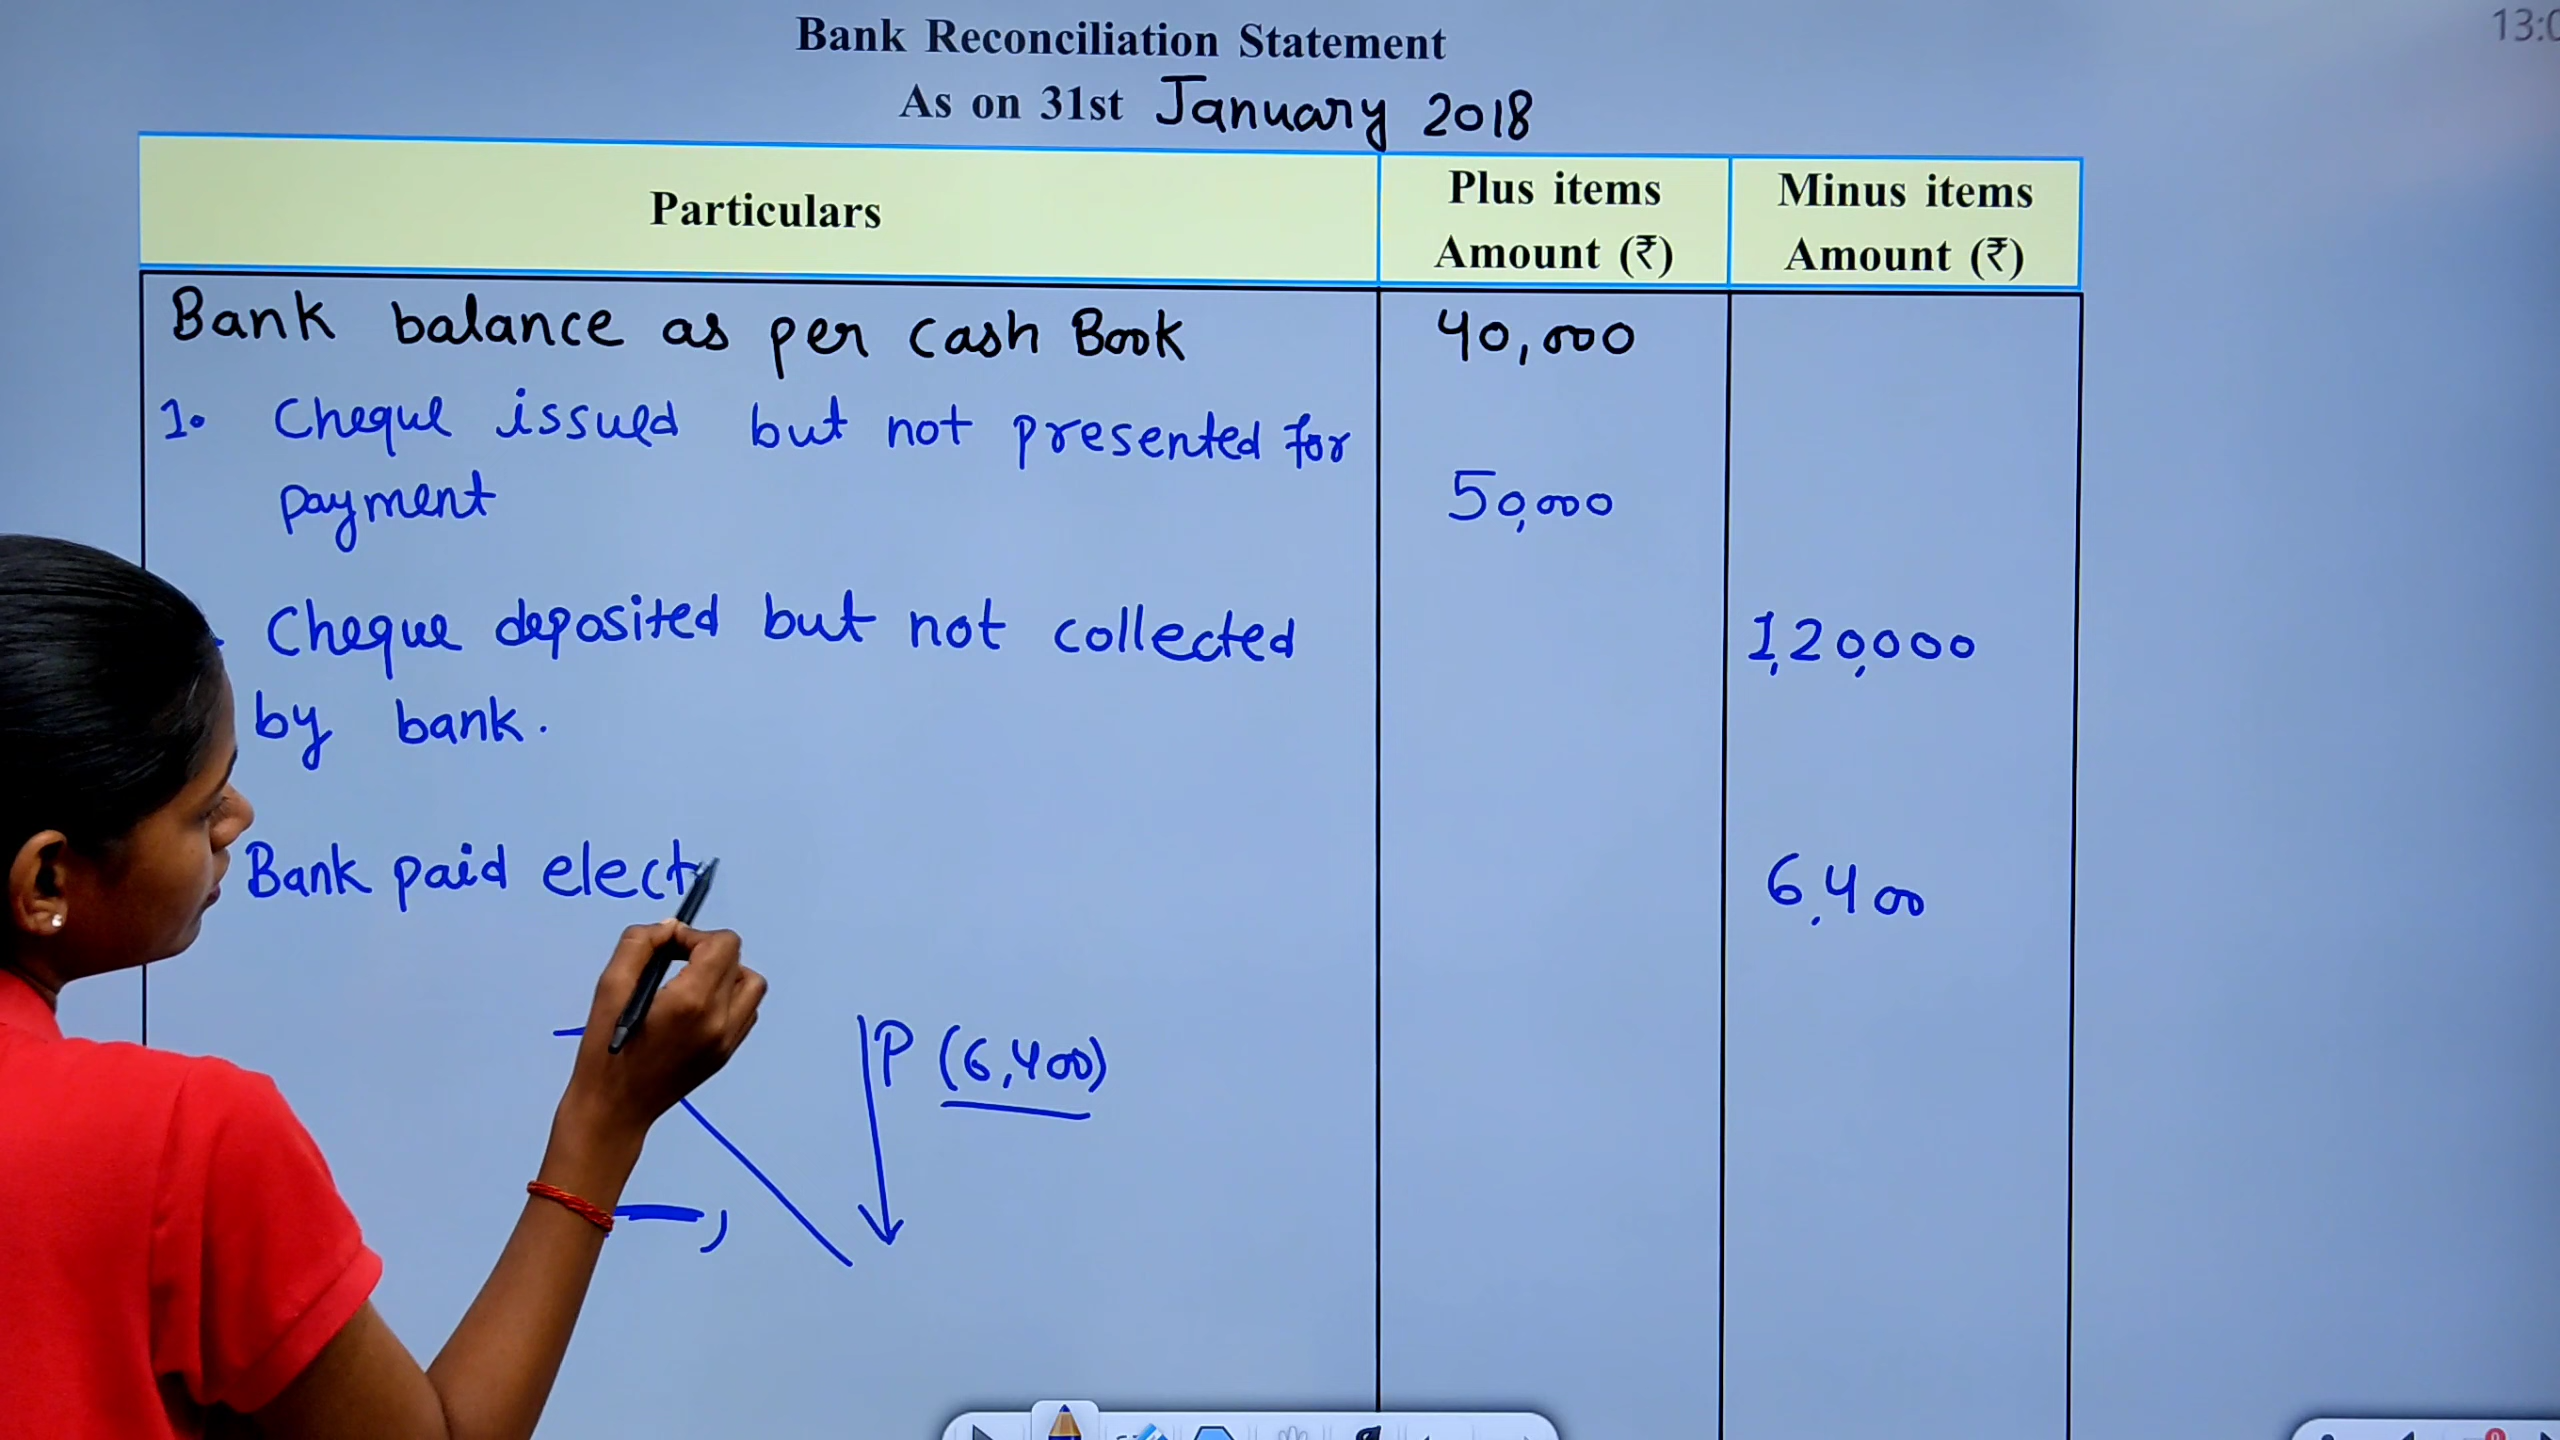 13:0
Bank Reconciliation Statement
As on 31st January 2018
Particulars
Plus items
Amount (₹)
Minus items
Amount (₹)
Bank balance as per Cash Book 40,000
1. Cheque issued but not presented for
payment 50,000
Cheque deposited but not collected 1,20,000
by bank.
Bank paid elect 6,400
P (6,400)